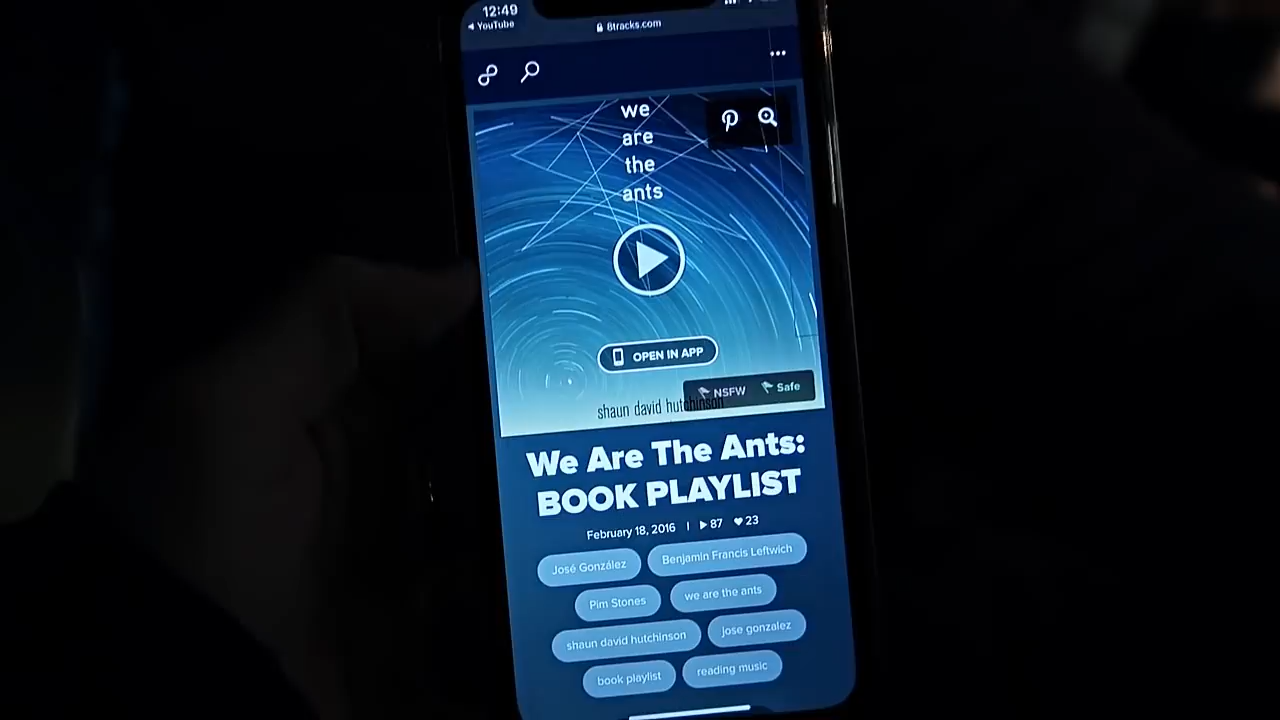 12:49
◀ YouTube
8tracks.com
we
are
the
ants
OPEN IN APP
NSFW Safe
shaun david hutchinson
We Are The Ants:
BOOK PLAYLIST
February 18, 2016 | ▶ 87 ♥ 23
José González Benjamin Francis Leftwich
Pim Stones we are the ants
shaun david hutchinson jose gonzalez
book playlist reading music